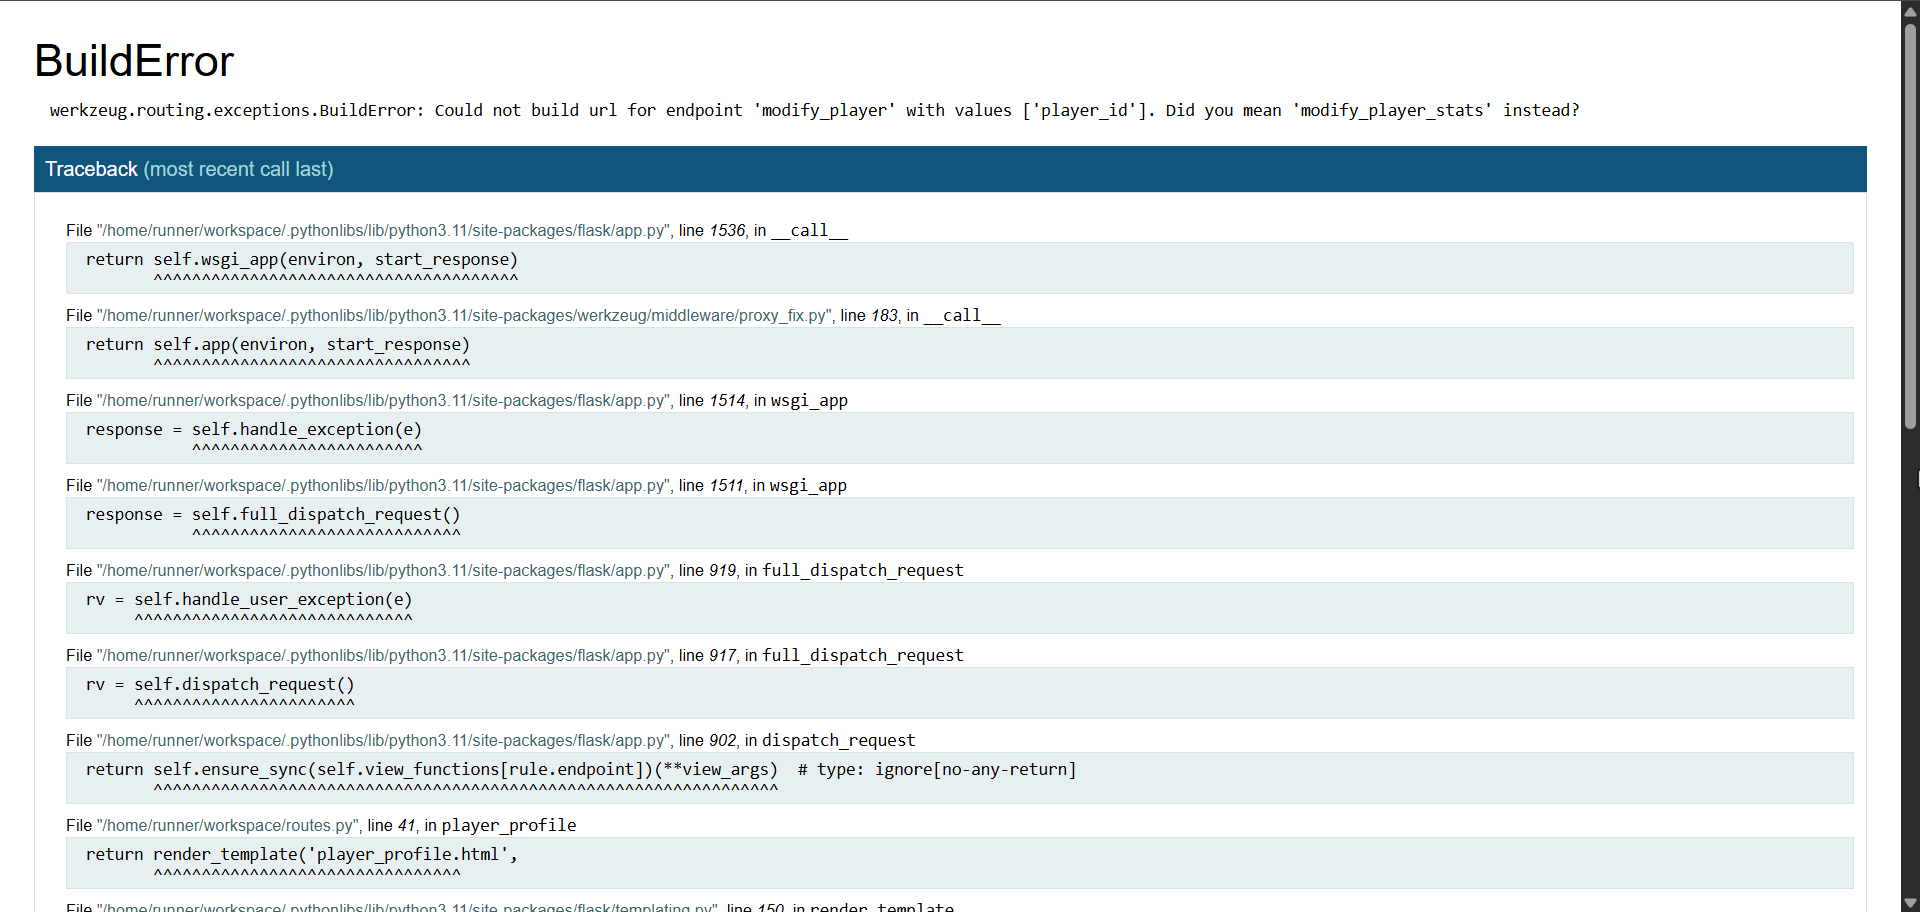 BuildError
werkzeug.routing.exceptions.BuildError: Could not build url for endpoint 'modify_player' with values ['player_id']. Did you mean 'modify_player_stats' instead?
Traceback (most recent call last)
File "/home/runner/workspace/.pythonlibs/lib/python3.11/site-packages/flask/app.py", line 1536, in __call__
return self.wsgi_app(environ, start_response)
^^^^^^^^^^^^^^^^^^^^^^^^^^^^^^^^^^^^^^
File "/home/runner/workspace/.pythonlibs/lib/python3.11/site-packages/werkzeug/middleware/proxy_fix.py", line 183, in __call__
return self.app(environ, start_response)
^^^^^^^^^^^^^^^^^^^^^^^^^^^^^^^^^
File "/home/runner/workspace/.pythonlibs/lib/python3.11/site-packages/flask/app.py", line 1514, in wsgi_app
response = self.handle_exception(e)
^^^^^^^^^^^^^^^^^^^^^^^^
File "/home/runner/workspace/.pythonlibs/lib/python3.11/site-packages/flask/app.py", line 1511, in wsgi_app
response = self.full_dispatch_request()
^^^^^^^^^^^^^^^^^^^^^^^^^^^^
File "/home/runner/workspace/.pythonlibs/lib/python3.11/site-packages/flask/app.py", line 919, in full_dispatch_request
rv = self.handle_user_exception(e)
^^^^^^^^^^^^^^^^^^^^^^^^^^^^^
File "/home/runner/workspace/.pythonlibs/lib/python3.11/site-packages/flask/app.py", line 917, in full_dispatch_request
rv = self.dispatch_request()
^^^^^^^^^^^^^^^^^^^^^^^
File "/home/runner/workspace/.pythonlibs/lib/python3.11/site-packages/flask/app.py", line 902, in dispatch_request
return self.ensure_sync(self.view_functions[rule.endpoint])(**view_args)  # type: ignore[no-any-return]
^^^^^^^^^^^^^^^^^^^^^^^^^^^^^^^^^^^^^^^^^^^^^^^^^^^^^^^^^^^^^^^^^
File "/home/runner/workspace/routes.py", line 41, in player_profile
return render_template('player_profile.html',
^^^^^^^^^^^^^^^^^^^^^^^^^^^^^^^^
File "/home/runner/workspace/.pythonlibs/lib/python3.11/site-packages/flask/templating.py", line 150, in render_template